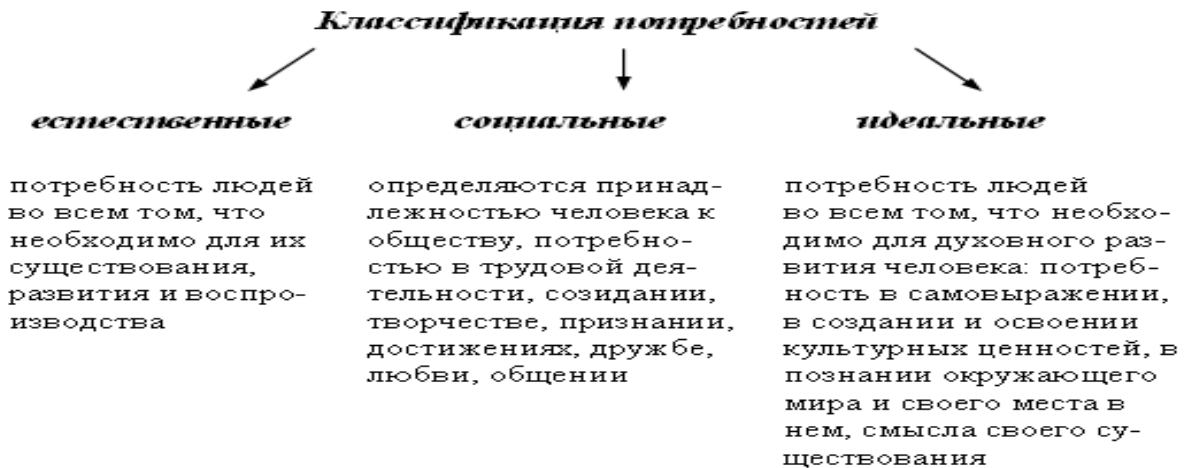 Классификация потребностей
естественные
потребность людей
во всем том, что
необходимо для их
существования,
развития и воспро-
изводства
социальные
определяются принад-
лежностью человека к
обществу, потребно-
стью в трудовой дея-
тельности, созидании,
творчестве, признании,
достижениях, дружбе,
любви, общении
идеальные
потребность людей
во всем том, что необхо-
димо для духовного раз-
вития человека: потреб-
ность в самовыражении,
в создании и освоении
культурных ценностей, в
познании окружающего
мира и своего места в
нем, смысла своего су-
ществования